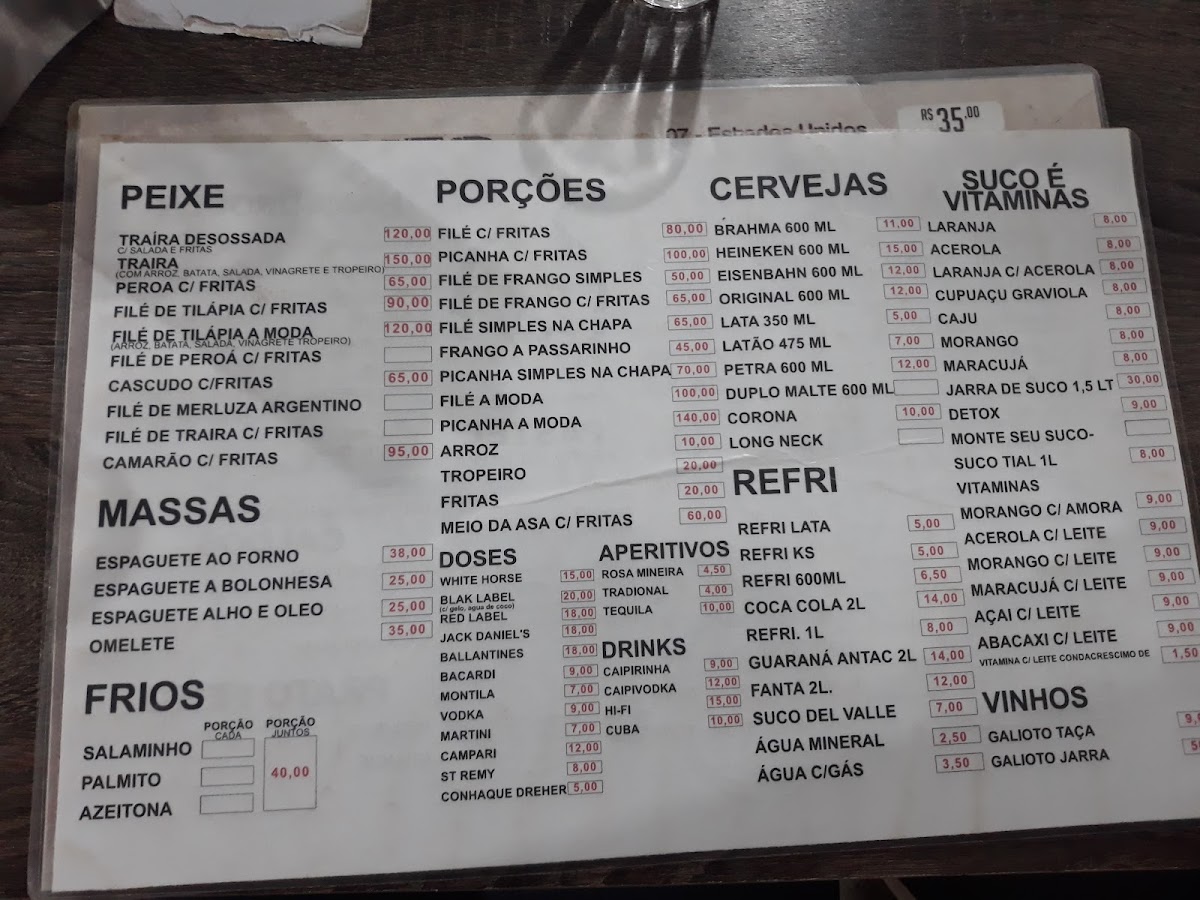 07 - Estados Unidos
R$ 35,00
PEIXE
TRAÍRA DESOSSADA 120,00
C/ SALADA E FRITAS
TRAIRA 150,00
(COM ARROZ, BATATA, SALADA, VINAGRETE E TROPEIRO)
PEROA C/ FRITAS 65,00
FILÉ DE TILÁPIA C/ FRITAS 90,00
FILÉ DE TILÁPIA A MODA 120,00
(ARROZ, BATATA, SALADA, VINAGRETE TROPEIRO)
FILÉ DE PEROÁ C/ FRITAS
CASCUDO C/FRITAS 65,00
FILÉ DE MERLUZA ARGENTINO
FILÉ DE TRAIRA C/ FRITAS
CAMARÃO C/ FRITAS 95,00
MASSAS
ESPAGUETE AO FORNO 38,00
ESPAGUETE A BOLONHESA 25,00
ESPAGUETE ALHO E OLEO 25,00
OMELETE 35,00
FRIOS
PORÇÃO CADA
PORÇÃO JUNTOS
SALAMINHO
PALMITO 40,00
AZEITONA
PORÇÕES
FILÉ C/ FRITAS 80,00
PICANHA C/ FRITAS 100,00
FILÉ DE FRANGO SIMPLES 50,00
FILÉ DE FRANGO C/ FRITAS 65,00
FILÉ SIMPLES NA CHAPA 65,00
FRANGO A PASSARINHO 45,00
PICANHA SIMPLES NA CHAPA 70,00
FILÉ A MODA 100,00
PICANHA A MODA 140,00
ARROZ 10,00
TROPEIRO 20,00
FRITAS 20,00
MEIO DA ASA C/ FRITAS 60,00
DOSES
WHITE HORSE 15,00
BLAK LABEL 20,00
(c/ gelo, agua de coco)
RED LABEL 18,00
JACK DANIEL'S 18,00
BALLANTINES 18,00
BACARDI 9,00
MONTILA 7,00
VODKA 9,00
MARTINI 7,00
CAMPARI 12,00
ST REMY 8,00
CONHAQUE DREHER 5,00
APERITIVOS
ROSA MINEIRA 4,50
TRADIONAL 4,00
TEQUILA 10,00
DRINKS
CAIPIRINHA 9,00
CAIPIVODKA 12,00
HI-FI 15,00
CUBA 10,00
CERVEJAS
BRAHMA 600 ML 11,00
HEINEKEN 600 ML 15,00
EISENBAHN 600 ML 12,00
ORIGINAL 600 ML 12,00
LATA 350 ML 5,00
LATÃO 475 ML 7,00
PETRA 600 ML 12,00
DUPLO MALTE 600 ML
CORONA 10,00
LONG NECK
REFRI
REFRI LATA 5,00
REFRI KS 5,00
REFRI 600ML 6,50
COCA COLA 2L 14,00
REFRI. 1L 8,00
GUARANÁ ANTAC 2L 14,00
FANTA 2L. 12,00
SUCO DEL VALLE 7,00
ÁGUA MINERAL 2,50
ÁGUA C/GÁS 3,50
SUCO É
VITAMINAS
LARANJA 8,00
ACEROLA 8,00
LARANJA C/ ACEROLA 8,00
CUPUAÇU GRAVIOLA 8,00
CAJU 8,00
MORANGO 8,00
MARACUJÁ 8,00
JARRA DE SUCO 1,5 LT 30,00
DETOX 9,00
MONTE SEU SUCO-
SUCO TIAL 1L 8,00
VITAMINAS
MORANGO C/ AMORA 9,00
ACEROLA C/ LEITE 9,00
MORANGO C/ LEITE 9,00
MARACUJÁ C/ LEITE 9,00
AÇAI C/ LEITE 9,00
ABACAXI C/ LEITE 9,00
VITAMINA C/ LEITE CONDACRESCIMO DE 1,50
VINHOS
GALIOTO TAÇA
GALIOTO JARRA